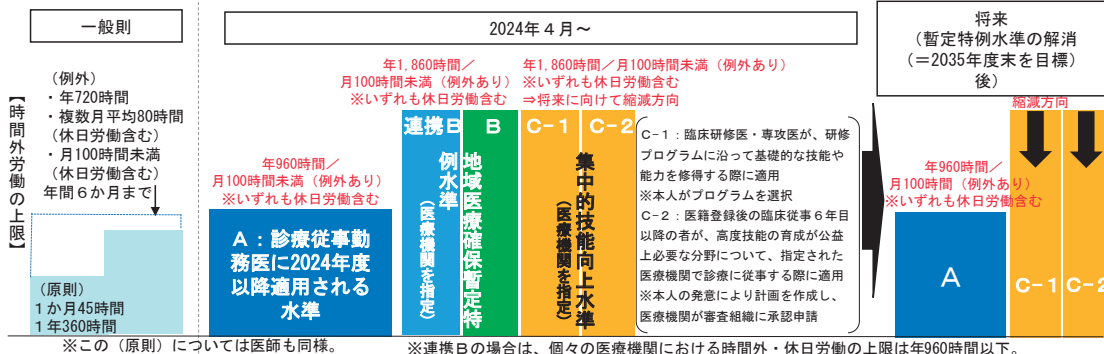 一般則
2024年4月～
将来
（暫定特例水準の解消
（＝2035年度末を目標）
後）
【時間外労働の上限】
（例外）
・年720時間
・複数月平均80時間
（休日労働含む）
・月100時間未満
（休日労働含む）
年間６か月まで
（原則）
１か月45時間
１年360時間
年960時間／
月100時間未満（例外あり）
※いずれも休日労働含む
Ａ：診療従事勤
務医に2024年度
以降適用される
水準
年1,860時間／
月100時間未満（例外あり）
※いずれも休日労働含む
連携Ｂ
Ｂ
地域医療確保暫定特
例水準
（医療機関を指定）
年1,860時間／月100時間未満（例外あり）
※いずれも休日労働含む
⇒将来に向けて縮減方向
Ｃ-１
Ｃ-２
集中的技能向上水準
（医療機関を指定）
Ｃ-１：臨床研修医・専攻医が、研修
プログラムに沿って基礎的な技能や
能力を修得する際に適用
※本人がプログラムを選択
Ｃ-２：医籍登録後の臨床従事６年目
以降の者が、高度技能の育成が公益
上必要な分野について、指定された
医療機関で診療に従事する際に適用
※本人の発意により計画を作成し、
医療機関が審査組織に承認申請
縮減方向
年960時間／
月100時間（例外あり）
※いずれも休日労働含む
Ａ
Ｃ-１
Ｃ-２
※この（原則）については医師も同様。
※連携Ｂの場合は、個々の医療機関における時間外・休日労働の上限は年960時間以下。